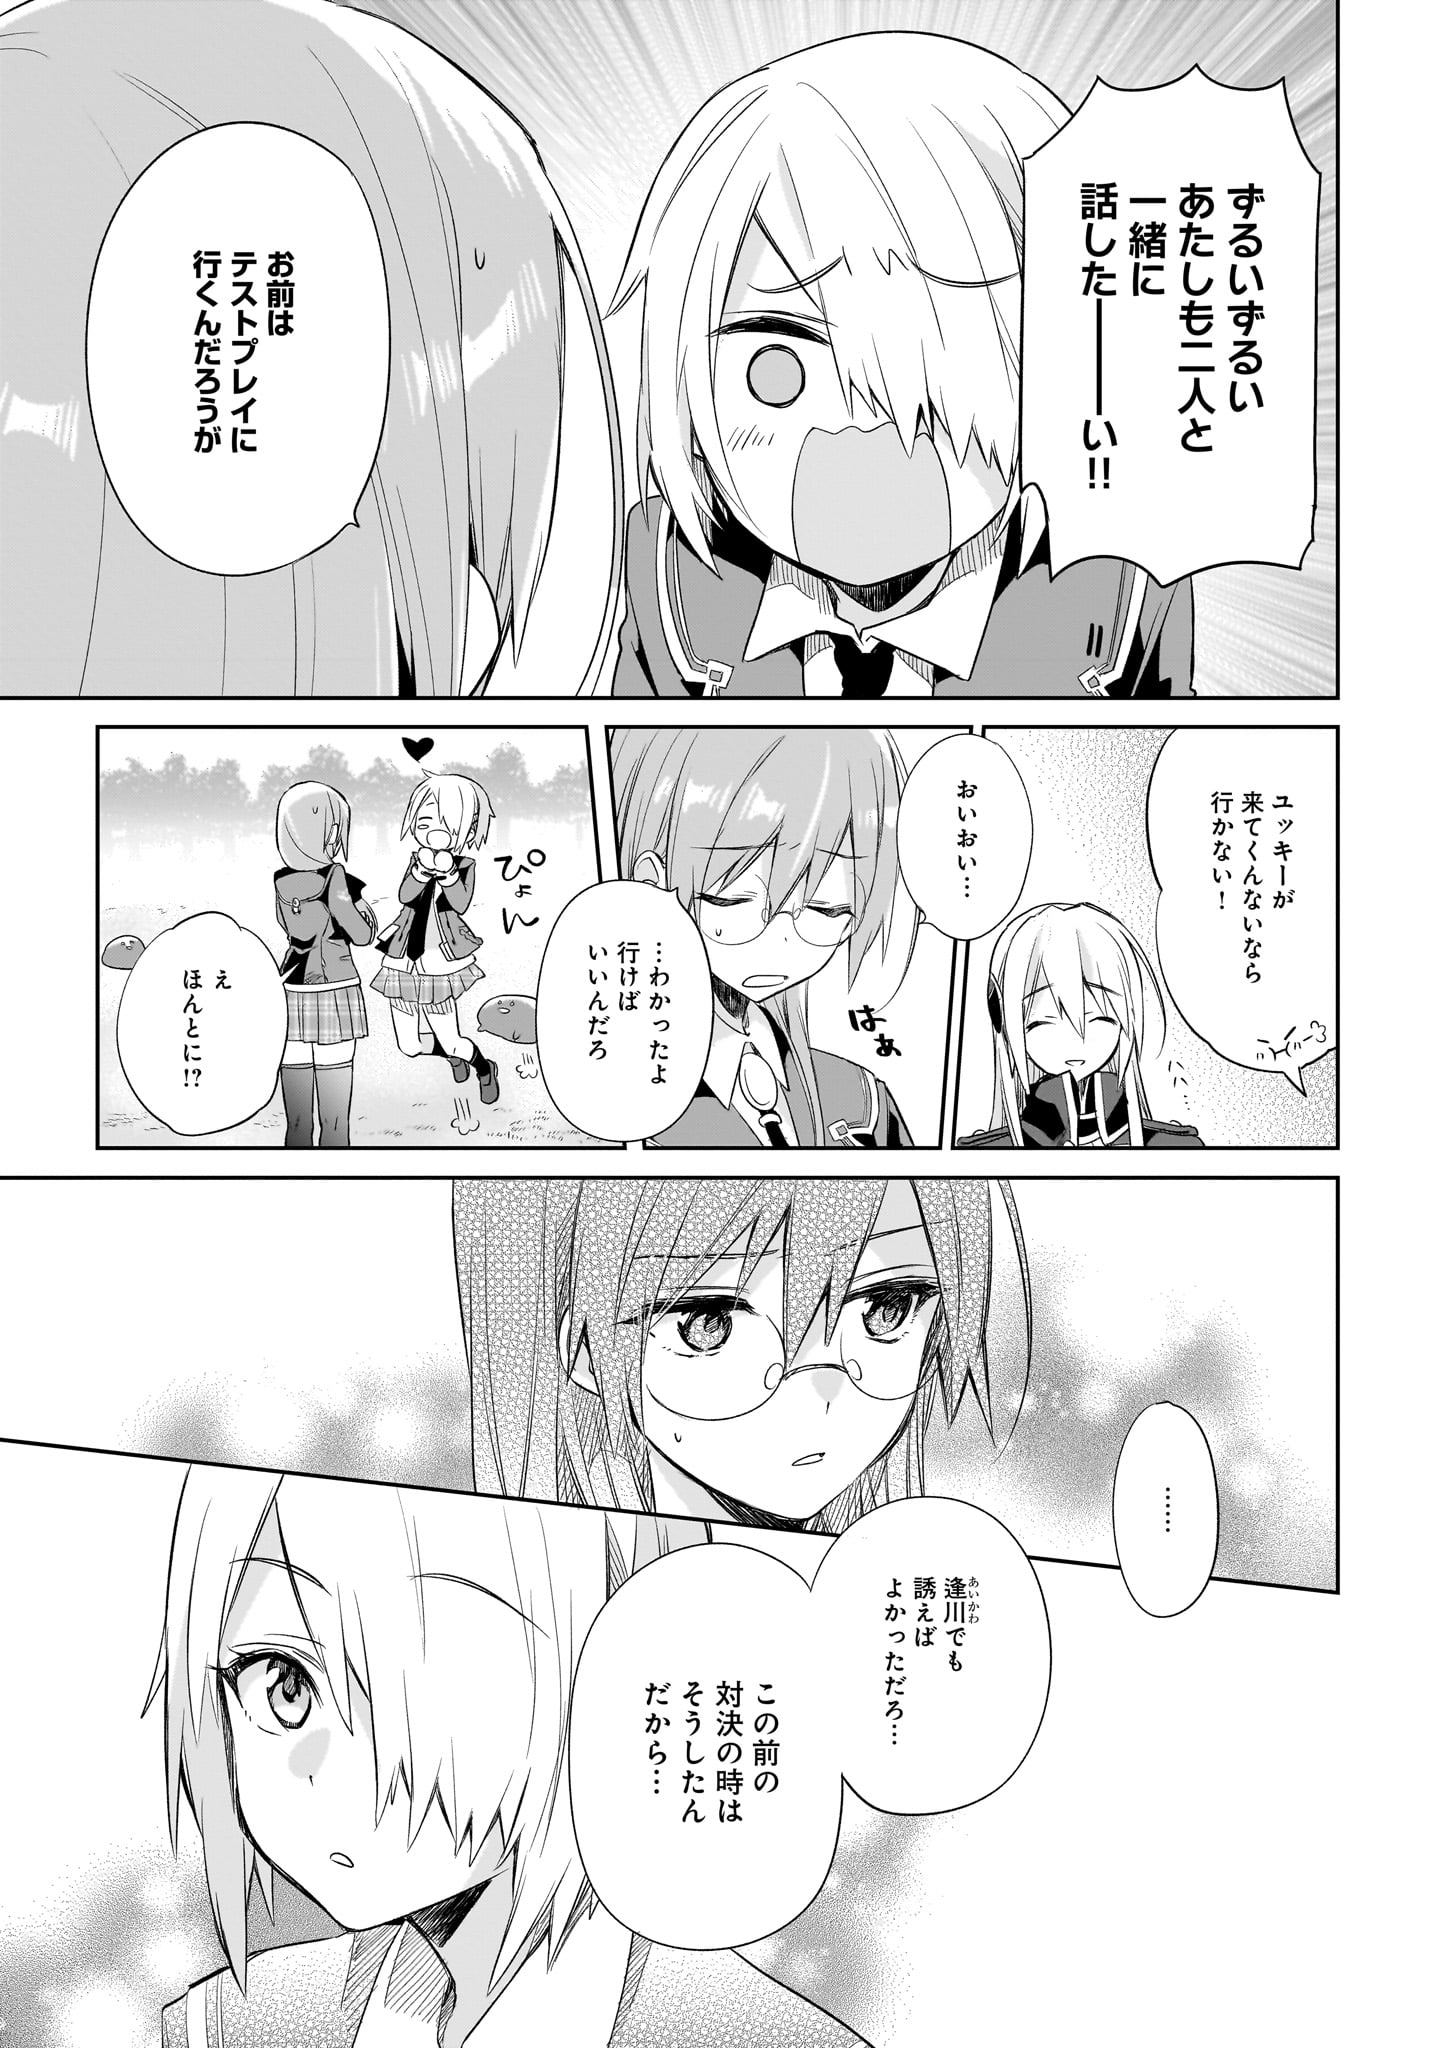 ずるいずるい
あたしも二人と
一緒に
話した――い!!
お前は
テストプレイに
行くんだろうが
ユッキーが
来てくんないなら
行かない!
おいおい…
はぁ
…わかったよ
行けば
いいんだろ
ぴょん
え
ほんとに!?
……
逢川でも
あいかわ
誘えば
よかっただろ…
この前の
対決の時は
そうしたん
だから…